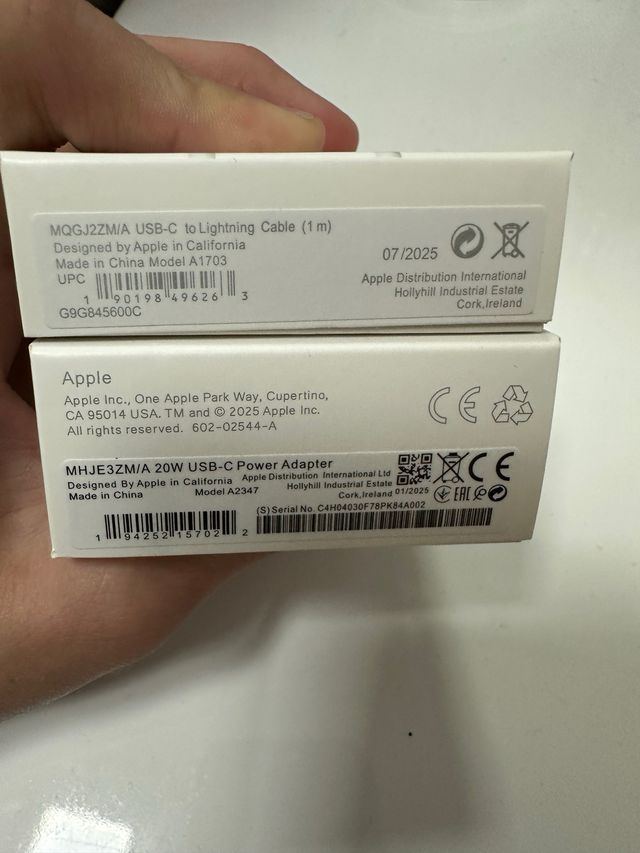 MQGJ2ZM/A USB-C to Lightning Cable (1 m)
Designed by Apple in California
Made in China Model A1703
UPC
1 90198 49626 3
G9G845600C
07/2025
Apple Distribution International
Hollyhill Industrial Estate
Cork,Ireland
Apple
Apple Inc., One Apple Park Way, Cupertino,
CA 95014 USA. TM and © 2025 Apple Inc.
All rights reserved. 602-02544-A
CE
MHJE3ZM/A 20W USB-C Power Adapter
Designed By Apple in California
Made in China
Model A2347
Apple Distribution International Ltd
Hollyhill Industrial Estate
Cork,Ireland 01/2025
CE
EAC
(S) Serial No. C4H04030F78PK84A002
1 94252 15702 2